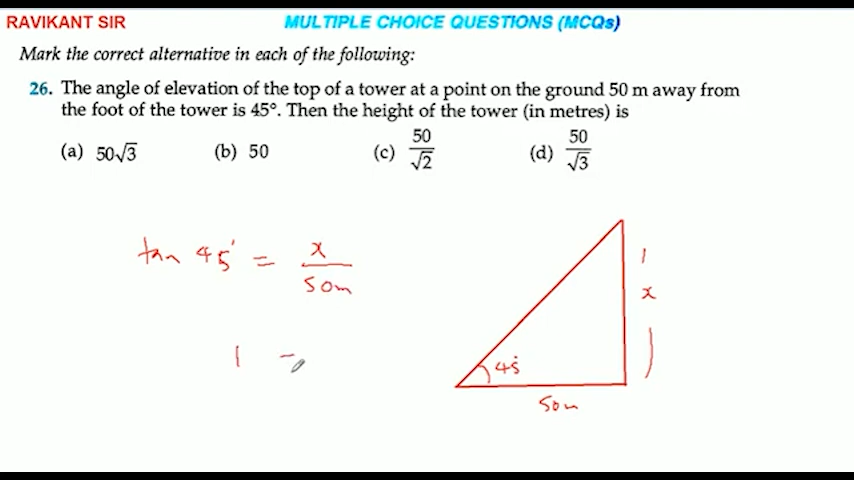 RAVIKANT SIR MULTIPLE CHOICE QUESTIONS (MCQs)
Mark the correct alternative in each of the following:
26. The angle of elevation of the top of a tower at a point on the ground 50 m away from
the foot of the tower is 45°. Then the height of the tower (in metres) is
(a) 50√3 (b) 50 (c) 50/√2 (d) 50/√3
tan 45° = x/50m
x
1 =
45°
50m